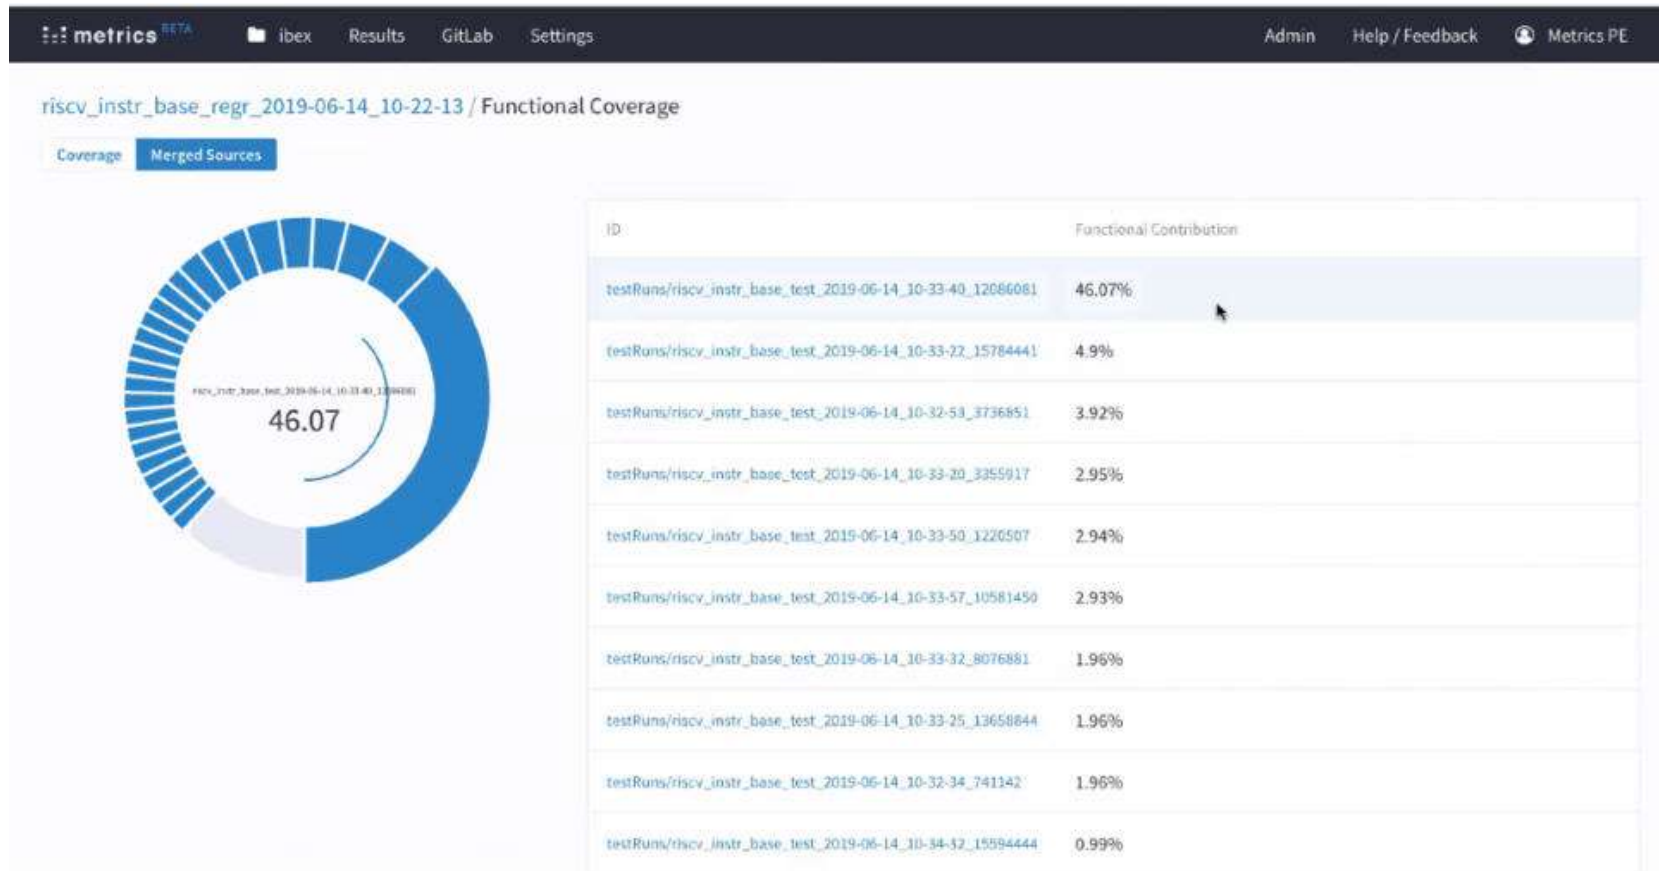 metrics BETA ibex Results GitLab Settings Admin Help / Feedback Metrics PE
riscv_instr_base_regr_2019-06-14_10-22-13 / Functional Coverage
Coverage Merged Sources
ID Functional Contribution
testRuns/riscv_instr_base_test_2019-06-14_10-33-40_12086081 46.07%
testRuns/riscv_instr_base_test_2019-06-14_10-33-22_15784441 4.9%
riscv_instr_base_test_2019-06-14_10-33-40_12086081
46.07
testRuns/riscv_instr_base_test_2019-06-14_10-32-53_3736851 3.92%
testRuns/riscv_instr_base_test_2019-06-14_10-33-20_3355917 2.95%
testRuns/riscv_instr_base_test_2019-06-14_10-33-50_1220507 2.94%
testRuns/riscv_instr_base_test_2019-06-14_10-33-57_10581450 2.93%
testRuns/riscv_instr_base_test_2019-06-14_10-33-32_8076881 1.96%
testRuns/riscv_instr_base_test_2019-06-14_10-33-25_13658844 1.96%
testRuns/riscv_instr_base_test_2019-06-14_10-32-34_741142 1.96%
testRuns/riscv_instr_base_test_2019-06-14_10-34-32_15594444 0.99%